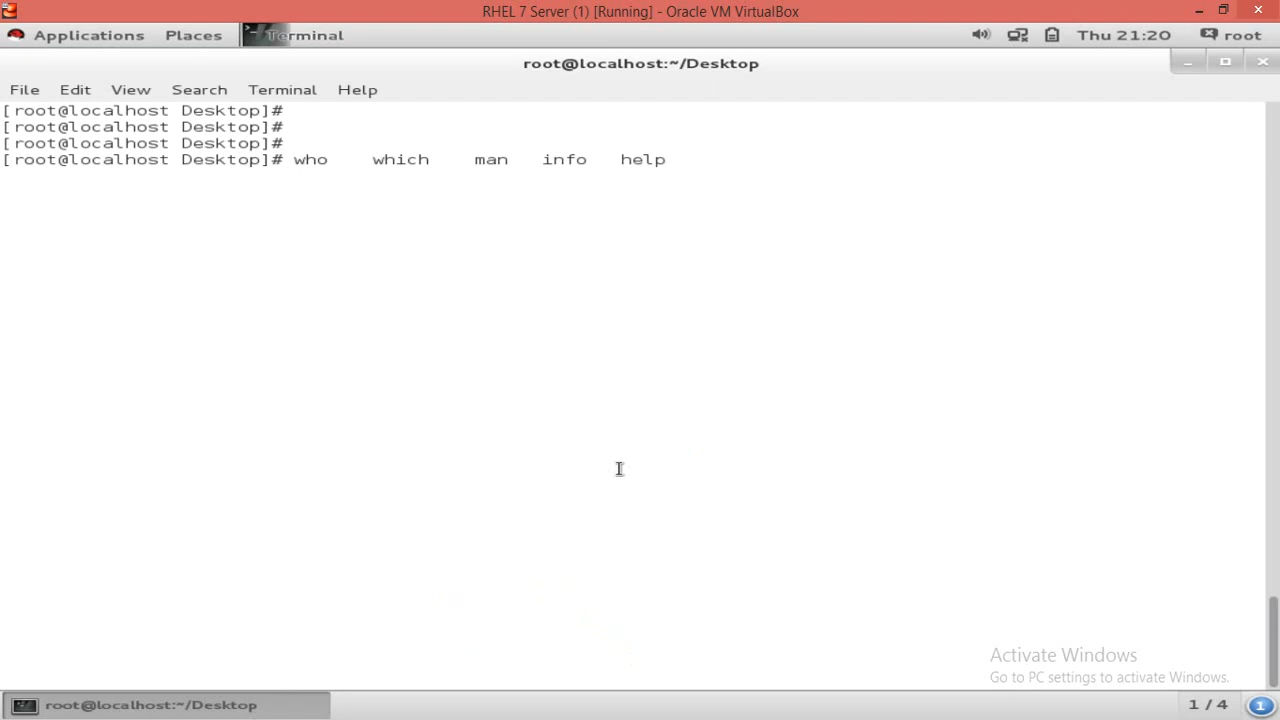 RHEL 7 Server (1) [Running] - Oracle VM VirtualBox
Applications Places Terminal Thu 21:20 root
root@localhost:~/Desktop
File Edit View Search Terminal Help
[root@localhost Desktop]#
[root@localhost Desktop]#
[root@localhost Desktop]#
[root@localhost Desktop]# who which man info help
Activate Windows
Go to PC settings to activate Windows.
root@localhost:~/Desktop 1 / 4 1